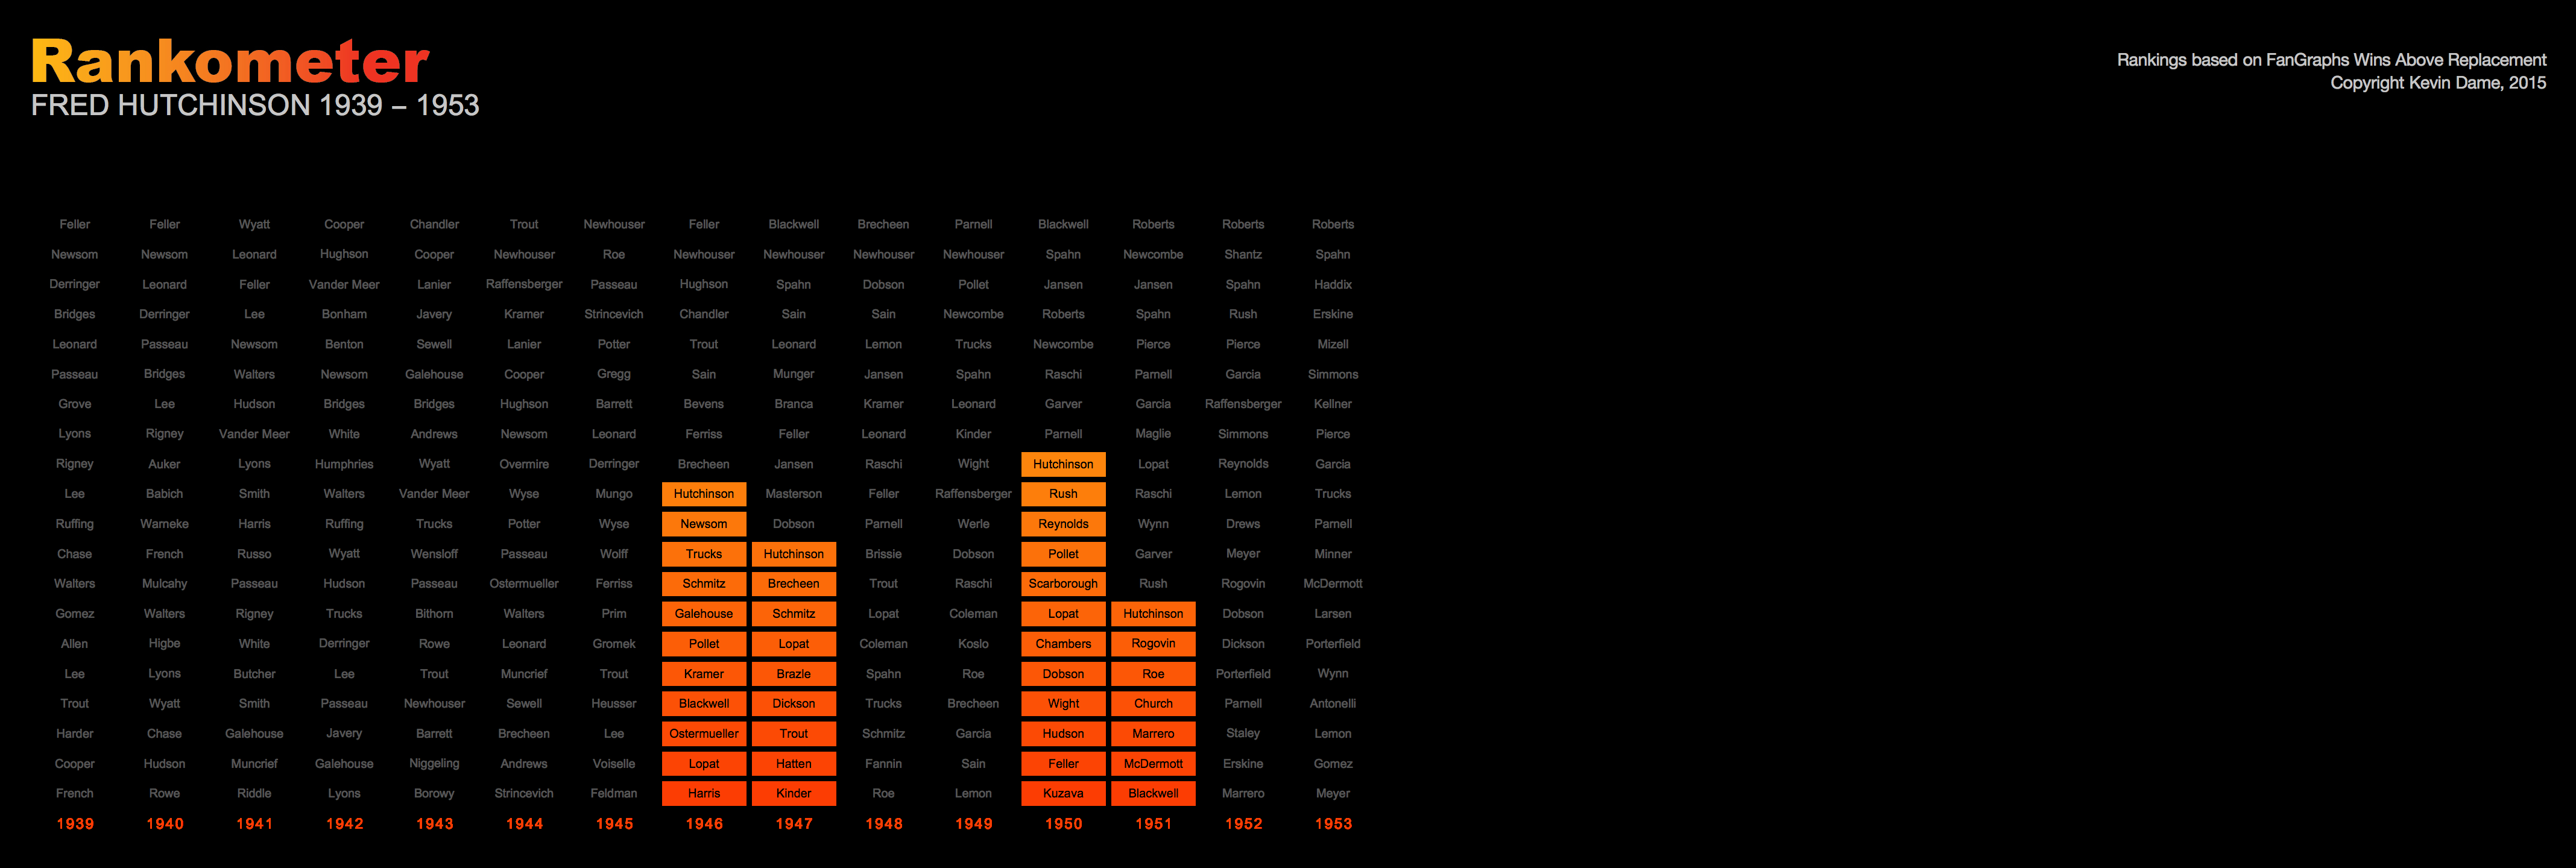 Rankometer
FRED HUTCHINSON 1939 – 1953
Rankings based on FanGraphs Wins Above Replacement
Copyright Kevin Dame, 2015
Feller Feller Wyatt Cooper Chandler Trout Newhouser Feller Blackwell Brecheen Parnell Blackwell Roberts Roberts Roberts
Newsom Newsom Leonard Hughson Cooper Newhouser Roe Newhouser Newhouser Newhouser Newhouser Spahn Newcombe Shantz Spahn
Derringer Leonard Feller Vander Meer Lanier Raffensberger Passeau Hughson Spahn Dobson Pollet Jansen Jansen Spahn Haddix
Bridges Derringer Lee Bonham Javery Kramer Strincevich Chandler Sain Sain Newcombe Roberts Spahn Rush Erskine
Leonard Passeau Newsom Benton Sewell Lanier Potter Trout Leonard Lemon Trucks Newcombe Pierce Pierce Mizell
Passeau Bridges Walters Newsom Galehouse Cooper Gregg Sain Munger Jansen Spahn Raschi Parnell Garcia Simmons
Grove Lee Hudson Bridges Bridges Hughson Barrett Bevens Branca Kramer Leonard Garver Garcia Raffensberger Kellner
Lyons Rigney Vander Meer White Andrews Newsom Leonard Ferriss Feller Leonard Kinder Parnell Maglie Simmons Pierce
Rigney Auker Lyons Humphries Wyatt Overmire Derringer Brecheen Jansen Raschi Wight Hutchinson Lopat Reynolds Garcia
Lee Babich Smith Walters Vander Meer Wyse Mungo Hutchinson Masterson Feller Raffensberger Rush Raschi Lemon Trucks
Ruffing Warneke Harris Ruffing Trucks Potter Wyse Newsom Dobson Parnell Werle Reynolds Wynn Drews Parnell
Chase French Russo Wyatt Wensloff Passeau Wolff Trucks Hutchinson Brissie Dobson Pollet Garver Meyer Minner
Walters Mulcahy Passeau Hudson Passeau Ostermueller Ferriss Schmitz Brecheen Trout Raschi Scarborough Rush Rogovin McDermott
Gomez Walters Rigney Trucks Bithorn Walters Prim Galehouse Schmitz Lopat Coleman Lopat Hutchinson Dobson Larsen
Allen Higbe White Derringer Rowe Leonard Gromek Pollet Lopat Coleman Koslo Chambers Rogovin Dickson Porterfield
Lee Lyons Butcher Lee Trout Muncrief Trout Kramer Brazle Spahn Roe Dobson Roe Porterfield Wynn
Trout Wyatt Smith Passeau Newhouser Sewell Heusser Blackwell Dickson Trucks Brecheen Wight Church Parnell Antonelli
Harder Chase Galehouse Javery Barrett Brecheen Lee Ostermueller Trout Schmitz Garcia Hudson Marrero Staley Lemon
Cooper Hudson Muncrief Galehouse Niggeling Andrews Voiselle Lopat Hatten Fannin Sain Feller McDermott Erskine Gomez
French Rowe Riddle Lyons Borowy Strincevich Feldman Harris Kinder Roe Lemon Kuzava Blackwell Marrero Meyer
1939 1940 1941 1942 1943 1944 1945 1946 1947 1948 1949 1950 1951 1952 1953